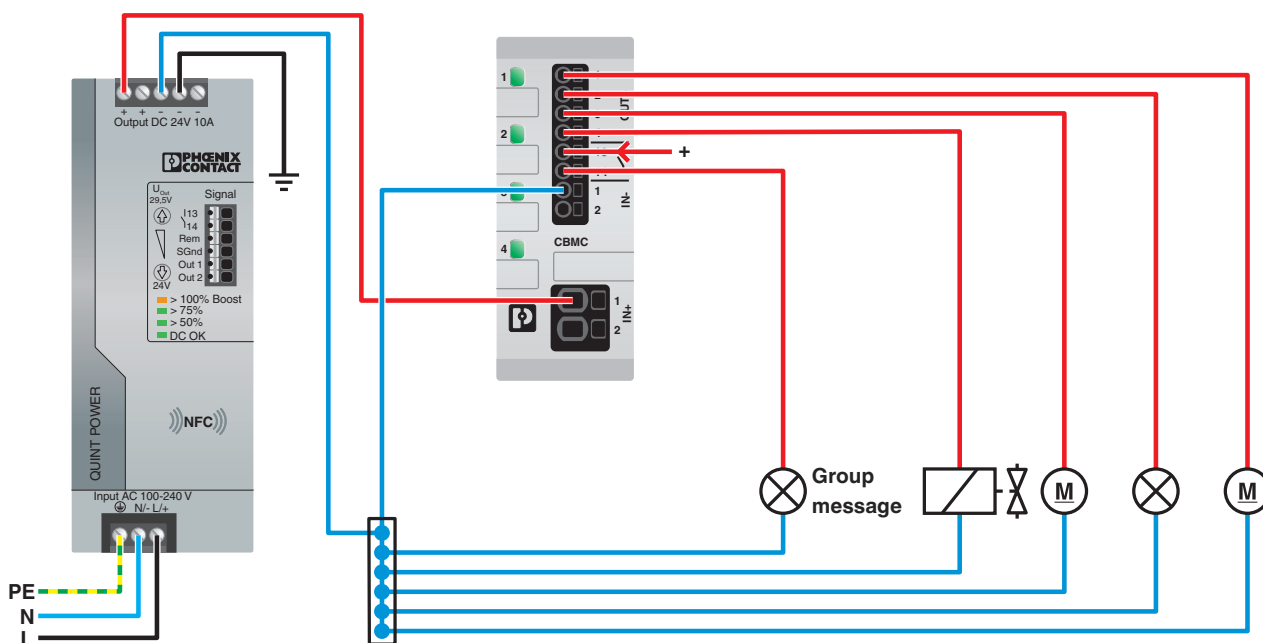 + + - - -
Output DC 24V 10A
PHŒNIX
CONTACT
UOut
29,5V
Signal
13
14
Rem
SGnd
Out 1
Out 2
24V
> 100% Boost
> 75%
> 50%
DC OK
QUINT POWER
NFC
Input AC 100-240 V
N/- L/+
PE
N
L
1
2
4
OUT
+
1
2
IN-
CBMC
1
2
IN+
Group
message
M
M